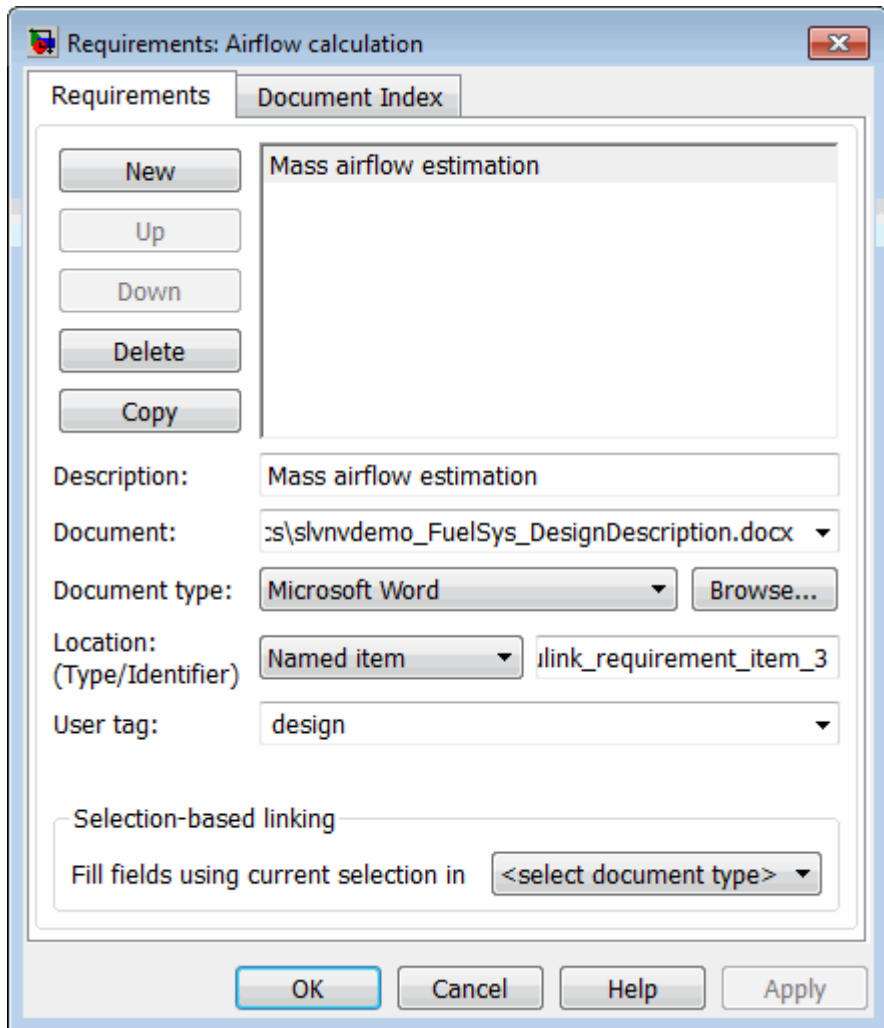 Requirements: Airflow calculation
Requirements
Document Index
New
Mass airflow estimation
Up
Down
Delete
Copy
Description: Mass airflow estimation
Document: :s\slvnvdemo_FuelSys_DesignDescription.docx
Document type: Microsoft Word Browse...
Location:
(Type/Identifier) Named item ulink_requirement_item_3
User tag: design
Selection-based linking
Fill fields using current selection in <select document type>
OK Cancel Help Apply